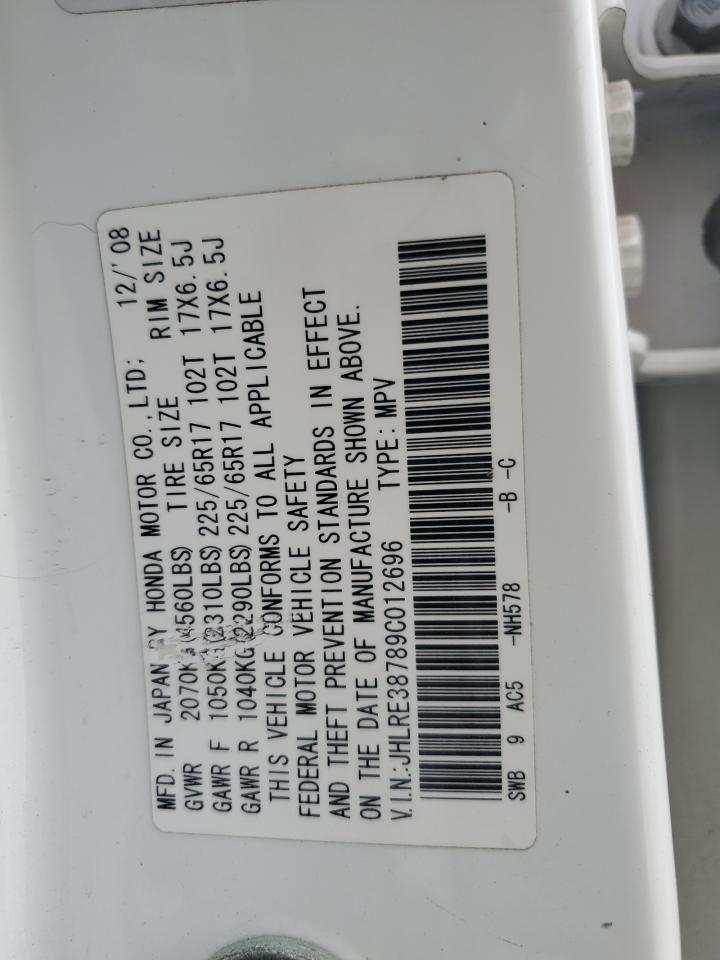 MFD. IN JAPAN BY HONDA MOTOR CO., LTD; 12/'08
GVWR 2070KG (4560LBS) TIRE SIZE RIM SIZE
GAWR F 1050KG (2310LBS) 225/65R17 102T 17X6.5J
GAWR R 1040KG (2290LBS) 225/65R17 102T 17X6.5J
THIS VEHICLE CONFORMS TO ALL APPLICABLE
FEDERAL MOTOR VEHICLE SAFETY
AND THEFT PREVENTION STANDARDS IN EFFECT
ON THE DATE OF MANUFACTURE SHOWN ABOVE.
V.I.N.:JHLRE38789C012696 TYPE: MPV
SWB 9 AC5 -NH578 -B -C